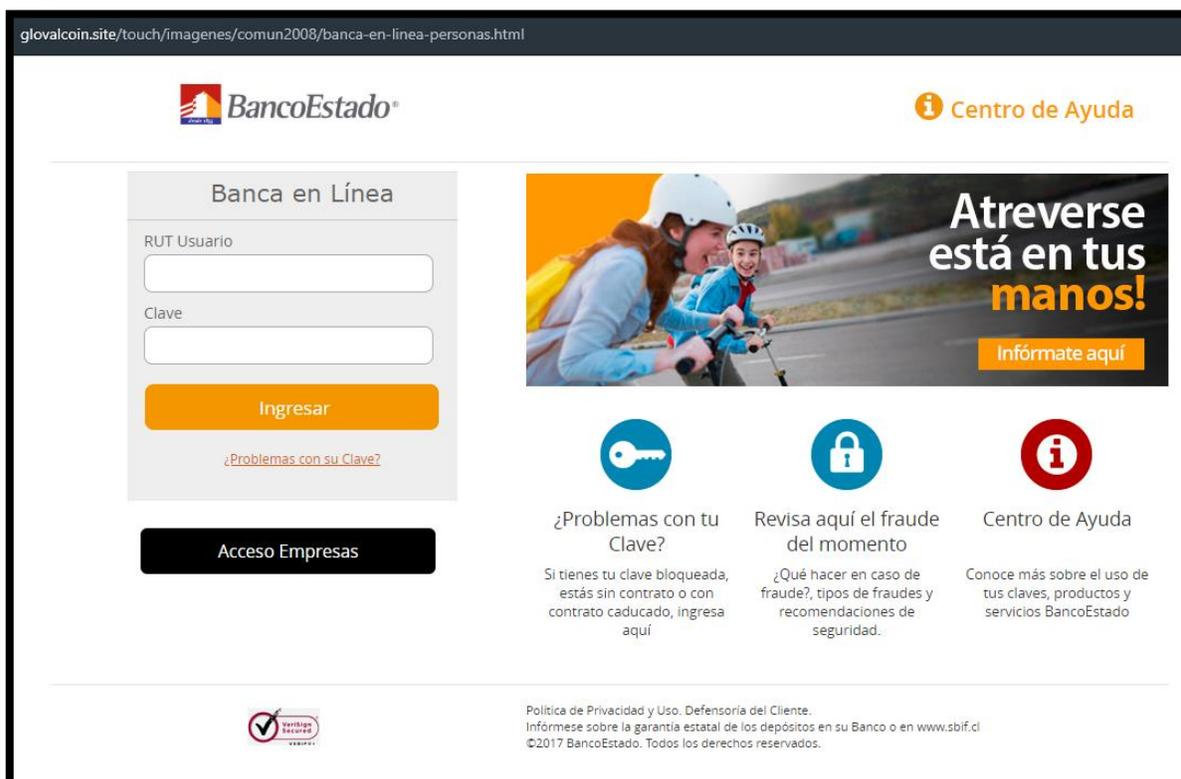 glovalcoin.site/touch/imagenes/comun2008/banca-en-linea-personas.html
BancoEstado®
Centro de Ayuda
Banca en Línea
RUT Usuario
Clave
Ingresar
¿Problemas con su Clave?
Acceso Empresas
Atreverse
está en tus
manos!
Infórmate aquí
¿Problemas con tu
Clave?
Si tienes tu clave bloqueada,
estás sin contrato o con
contrato caducado, ingresa
aquí
Revisa aquí el fraude
del momento
¿Qué hacer en caso de
fraude?, tipos de fraudes y
recomendaciones de
seguridad.
Centro de Ayuda
Conoce más sobre el uso de
tus claves, productos y
servicios BancoEstado
VeriSign
Secured
Política de Privacidad y Uso. Defensoría del Cliente.
Infórmese sobre la garantía estatal de los depósitos en su Banco o en www.sbif.cl
©2017 BancoEstado. Todos los derechos reservados.